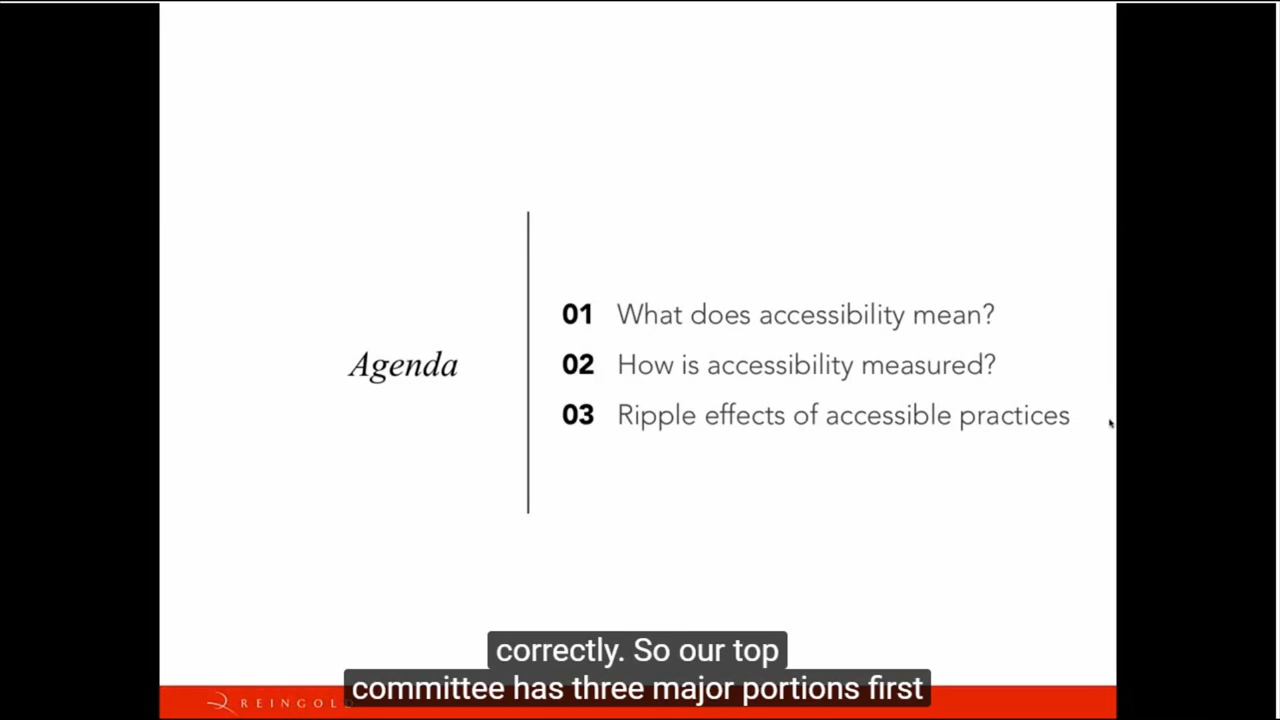 Agenda
01 What does accessibility mean?
02 How is accessibility measured?
03 Ripple effects of accessible practices
correctly. So our top
committee has three major portions first
REINGOLD